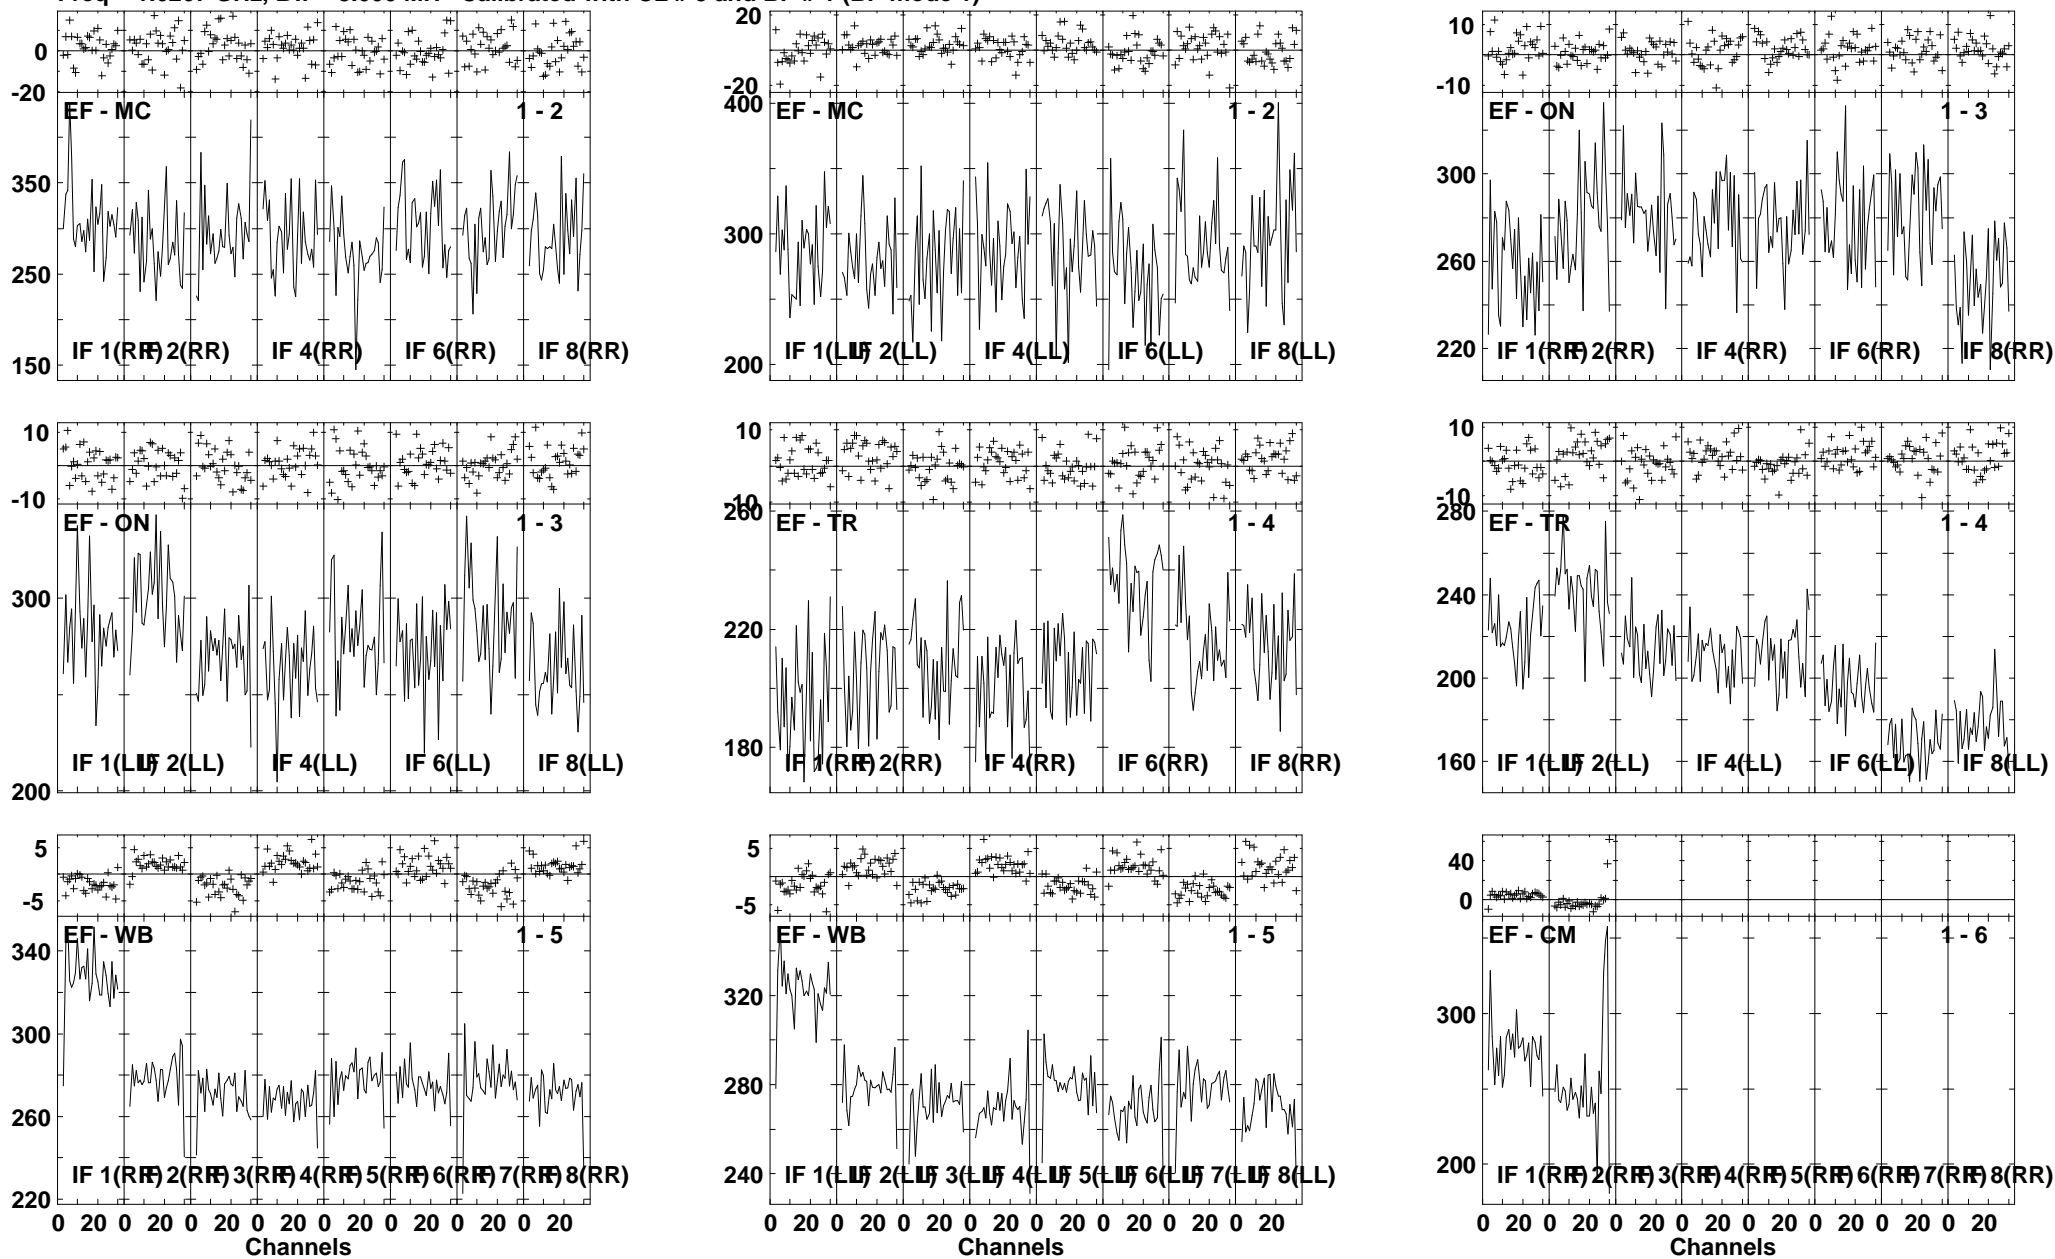 Freq = GHz, Bw = MH Calibrated with CL # and BP # (BP mode 1)
0
-20
EF - MC 1 - 2
350
250
150
IF 1(RR) IF 2(RR) IF 4(RR) IF 6(RR) IF 8(RR)
20
0
-20
400
EF - MC 1 - 2
300
200
IF 1(LL) IF 2(LL) IF 4(LL) IF 6(LL) IF 8(LL)
10
-10
EF - ON 1 - 3
300
260
220
IF 1(RR) IF 2(RR) IF 4(RR) IF 6(RR) IF 8(RR)
10
-10
EF - ON 1 - 3
300
200
IF 1(LL) IF 2(LL) IF 4(LL) IF 6(LL) IF 8(LL)
10
0
-10
260
EF - TR 1 - 4
220
180
IF 1(RR) IF 2(RR) IF 4(RR) IF 6(RR) IF 8(RR)
10
-10
280
EF - TR 1 - 4
240
200
160
IF 1(LL) IF 2(LL) IF 4(LL) IF 6(LL) IF 8(LL)
5
-5
EF - WB 1 - 5
340
300
260
220
IF 1(RR) IF 2(RR) IF 3(RR) IF 4(RR) IF 5(RR) IF 6(RR) IF 7(RR) IF 8(RR)
0 20 0 20 0 20 0 20 0 20 0 20 0 20 0 20
Channels
5
-5
EF - WB 1 - 5
320
280
240
IF 1(LL) IF 2(LL) IF 3(LL) IF 4(LL) IF 5(LL) IF 6(LL) IF 7(LL) IF 8(LL)
0 20 0 20 0 20 0 20 0 20 0 20 0 20 0 20
Channels
40
0
EF - CM 1 - 6
300
200
IF 1(RR) IF 2(RR) IF 3(RR) IF 4(RR) IF 5(RR) IF 6(RR) IF 7(RR) IF 8(RR)
0 20 0 20 0 20 0 20 0 20 0 20 0 20 0 20
Channels